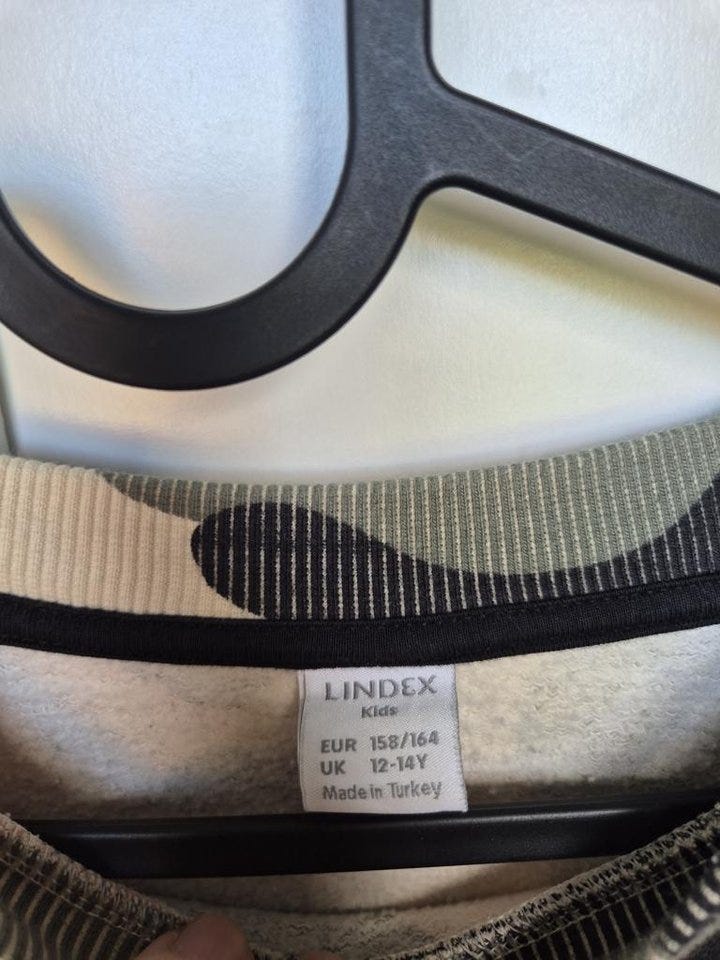 LINDEX
Kids
EUR 158/164
UK 12-14Y
Made in Turkey